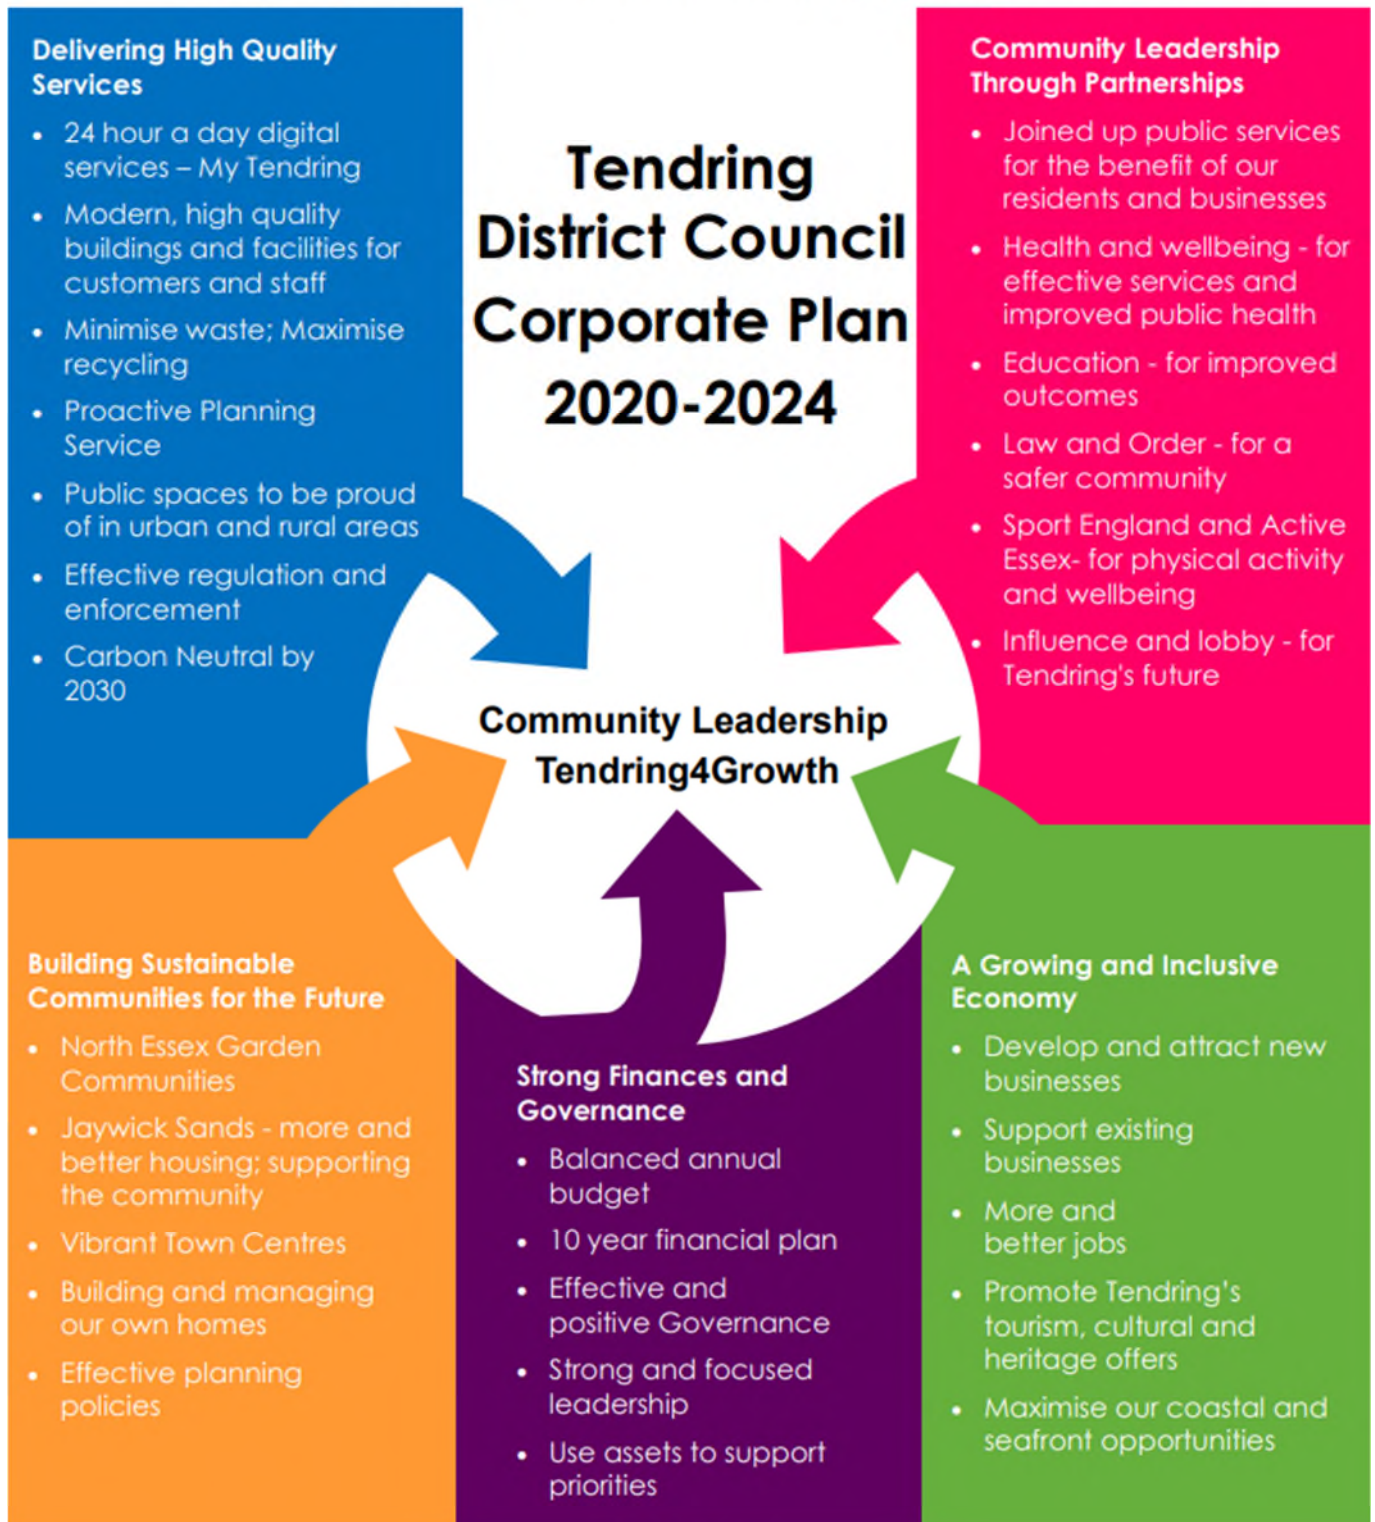 Delivering High Quality
Services
• 24 hour a day digital
services – My Tendring
• Modern, high quality
buildings and facilities for
customers and staff
• Minimise waste; Maximise
recycling
• Proactive Planning
Service
• Public spaces to be proud
of in urban and rural areas
• Effective regulation and
enforcement
• Carbon Neutral by
2030
Tendring
District Council
Corporate Plan
2020-2024
Community Leadership
Through Partnerships
• Joined up public services
for the benefit of our
residents and businesses
• Health and wellbeing - for
effective services and
improved public health
• Education - for improved
outcomes
• Law and Order - for a
safer community
• Sport England and Active
Essex- for physical activity
and wellbeing
• Influence and lobby - for
Tendring's future
Community Leadership
Tendring4Growth
Building Sustainable
Communities for the Future
• North Essex Garden
Communities
• Jaywick Sands - more and
better housing; supporting
the community
• Vibrant Town Centres
• Building and managing
our own homes
• Effective planning
policies
Strong Finances and
Governance
• Balanced annual
budget
• 10 year financial plan
• Effective and
positive Governance
• Strong and focused
leadership
• Use assets to support
priorities
A Growing and Inclusive
Economy
• Develop and attract new
businesses
• Support existing
businesses
• More and
better jobs
• Promote Tendring’s
tourism, cultural and
heritage offers
• Maximise our coastal and
seafront opportunities